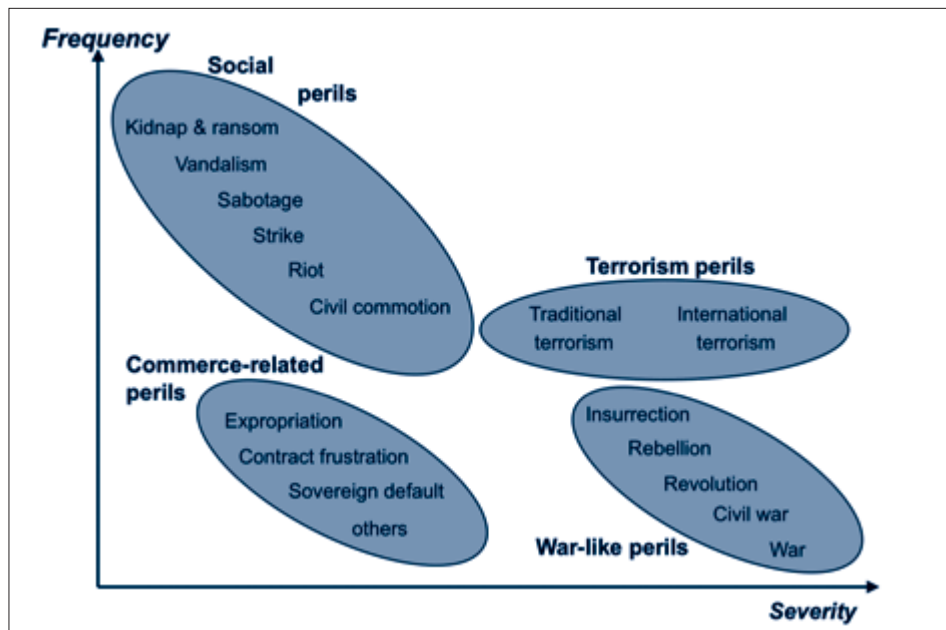 Frequency
Social
perils
Kidnap & ransom
Vandalism
Sabotage
Strike
Riot
Civil commotion
Terrorism perils
Traditional
terrorism
International
terrorism
Commerce-related
perils
Expropriation
Contract frustration
Sovereign default
others
Insurrection
Rebellion
Revolution
Civil war
War
War-like perils
Severity